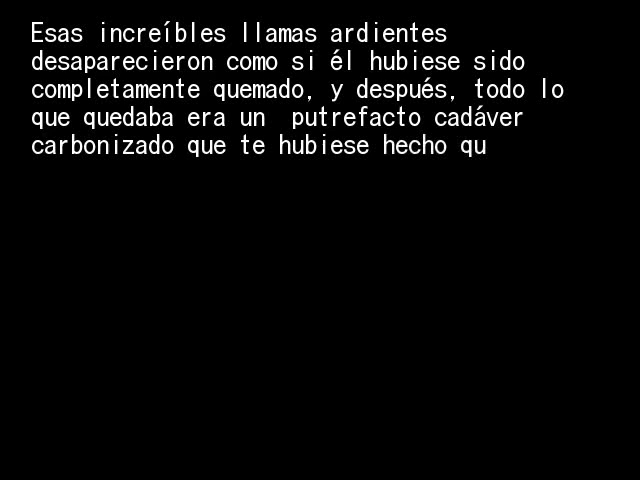 Esas increíbles llamas ardientes
desaparecieron como si él hubiese sido
completamente quemado, y después, todo lo
que quedaba era un  putrefacto cadáver
carbonizado que te hubiese hecho qu